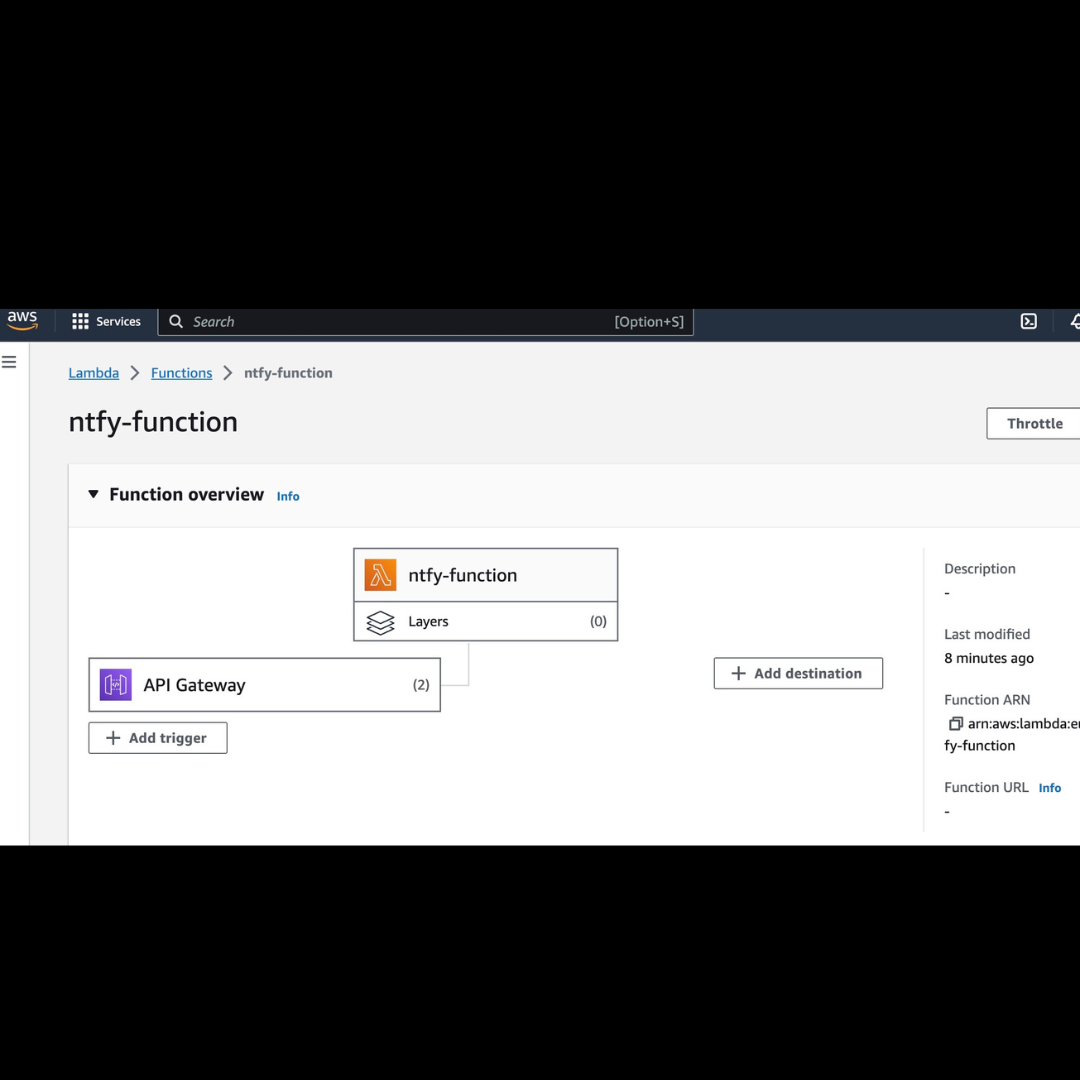 aws Services Search [Option+S]
Lambda Functions ntfy-function
ntfy-function
Throttle
Function overview Info
ntfy-function
Layers (0)
API Gateway (2)
Add trigger
Add destination
Description
-
Last modified
8 minutes ago
Function ARN
arn:aws:lambda:e
fy-function
Function URL Info
-